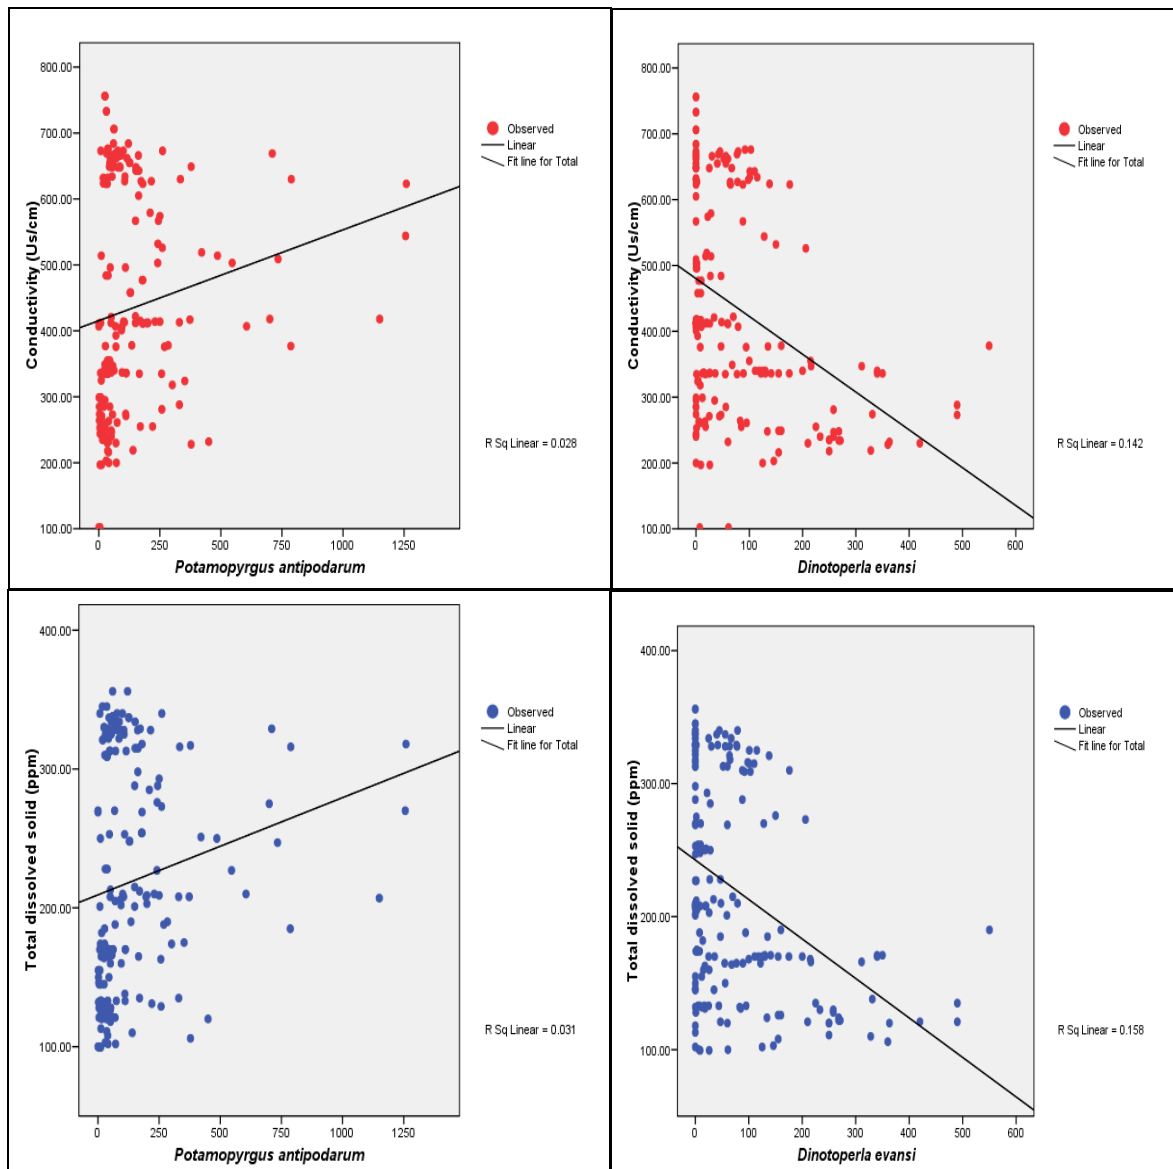 Conductivity (Us/cm)
800.00
700.00
600.00
500.00
400.00
300.00
200.00
100.00
0 250 500 750 1000 1250
Potamopyrgus antipodarum
Observed
Linear
Fit line for Total
R Sq Linear = 0.028
Conductivity (Us/cm)
800.00
700.00
600.00
500.00
400.00
300.00
200.00
100.00
0 100 200 300 400 500 600
Dinotoperla evansi
Observed
Linear
Fit line for Total
R Sq Linear = 0.142
Total dissolved solid (ppm)
400.00
300.00
200.00
100.00
0 250 500 750 1000 1250
Potamopyrgus antipodarum
Observed
Linear
Fit line for Total
R Sq Linear = 0.031
Total dissolved solid (ppm)
400.00
300.00
200.00
100.00
0 100 200 300 400 500 600
Dinotoperla evansi
Observed
Linear
Fit line for Total
R Sq Linear = 0.158